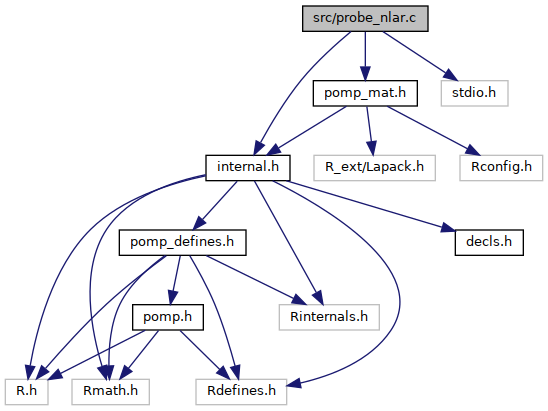 src/probe_nlar.c
pomp_mat.h
stdio.h
internal.h
R_ext/Lapack.h
Rconfig.h
pomp_defines.h
decls.h
pomp.h
Rinternals.h
R.h
Rmath.h
Rdefines.h